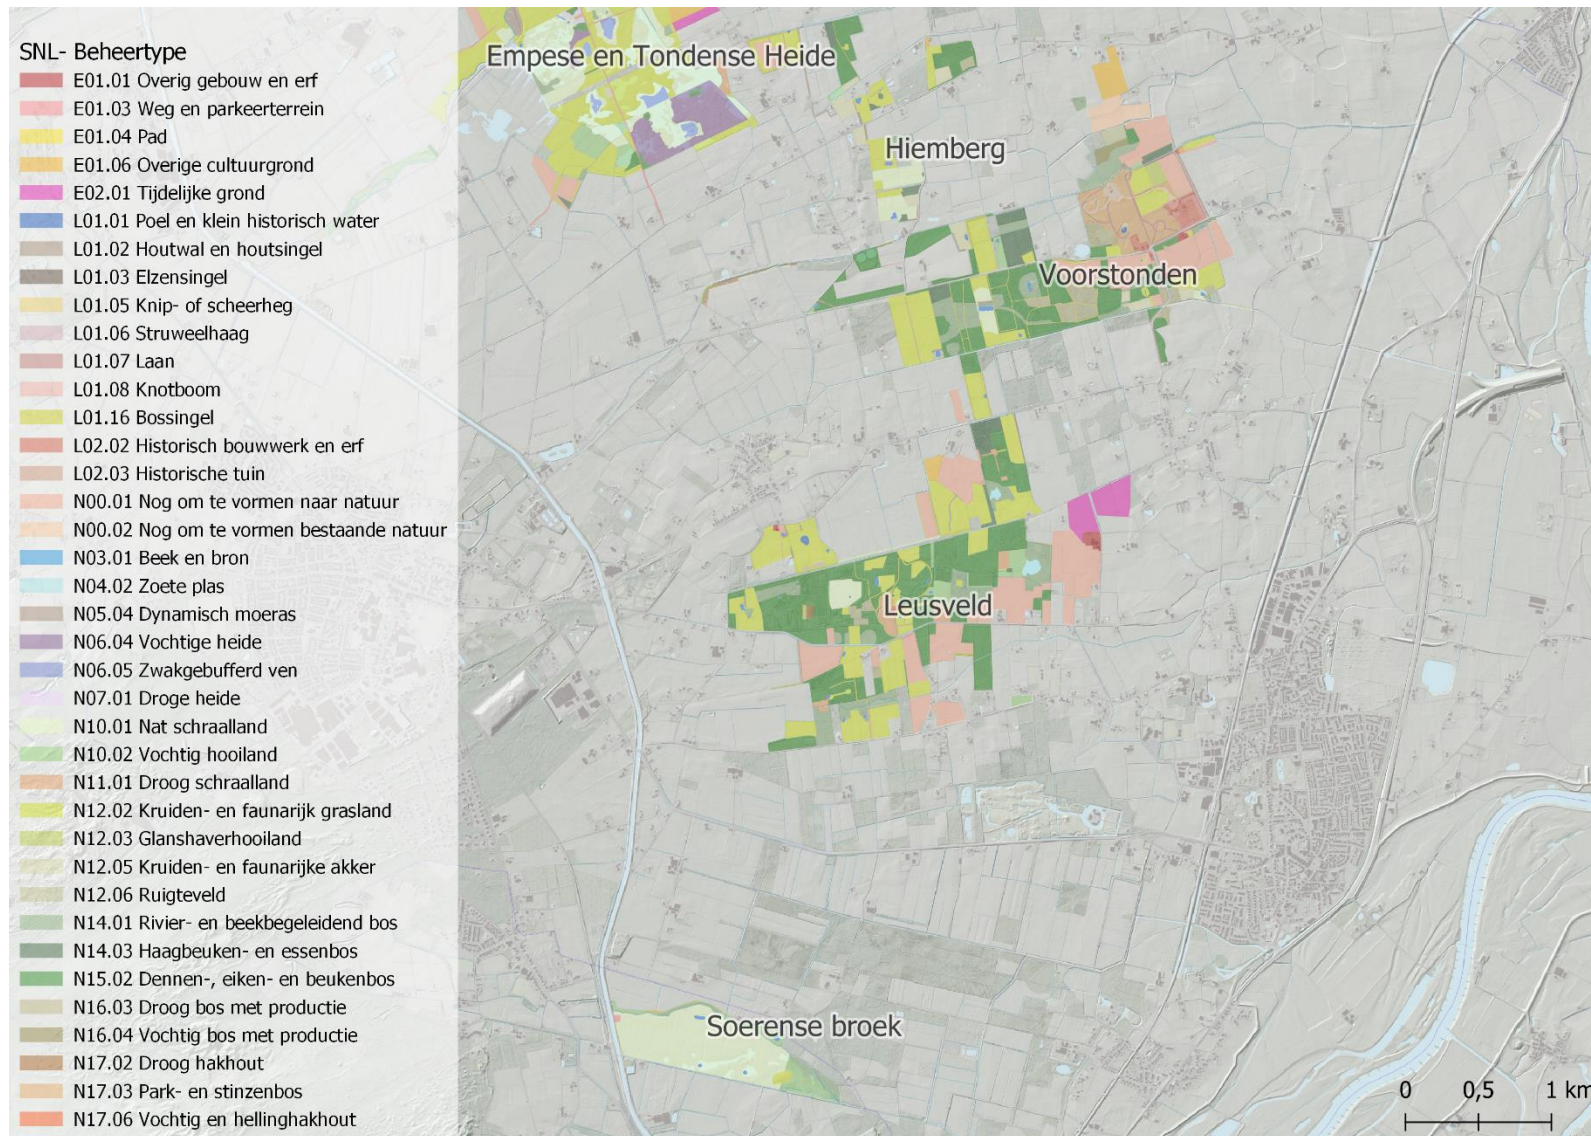 SNL- Beheertype
E01.01 Overig gebouw en erf
E01.03 Weg en parkeerterrein
E01.04 Pad
E01.06 Overige cultuurgrond
E02.01 Tijdelijke grond
L01.01 Poel en klein historisch water
L01.02 Houtwal en houtsingel
L01.03 Elzensingel
L01.05 Knip- of scheerheg
L01.06 Struweelhaag
L01.07 Laan
L01.08 Knotboom
L01.16 Bossingel
L02.02 Historisch bouwwerk en erf
L02.03 Historische tuin
N00.01 Nog om te vormen naar natuur
N00.02 Nog om te vormen bestaande natuur
N03.01 Beek en bron
N04.02 Zoete plas
N05.04 Dynamisch moeras
N06.04 Vochtige heide
N06.05 Zwakgebufferd ven
N07.01 Droge heide
N10.01 Nat schraalland
N10.02 Vochtig hooiland
N11.01 Droog schraalland
N12.02 Kruiden- en faunarijk grasland
N12.03 Glanshaverhooiland
N12.05 Kruiden- en faunarijke akker
N12.06 Ruigteveld
N14.01 Rivier- en beekbegeleidend bos
N14.03 Haagbeuken- en essenbos
N15.02 Dennen-, eiken- en beukenbos
N16.03 Droog bos met productie
N16.04 Vochtig bos met productie
N17.02 Droog hakhout
N17.03 Park- en stinzenbos
N17.06 Vochtig en hellinghakhout
Empese en Tondense Heide
Hiemberg
Voorstonden
Leusveld
Soerense broek
0 0,5 1 km